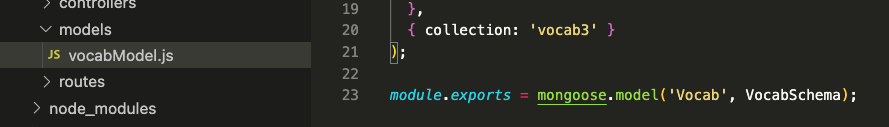 controllers
models
JS vocabModel.js
routes
node_modules
19 },
20 { collection: 'vocab3' }
21 );
22
23 module.exports = mongoose.model('Vocab', VocabSchema);